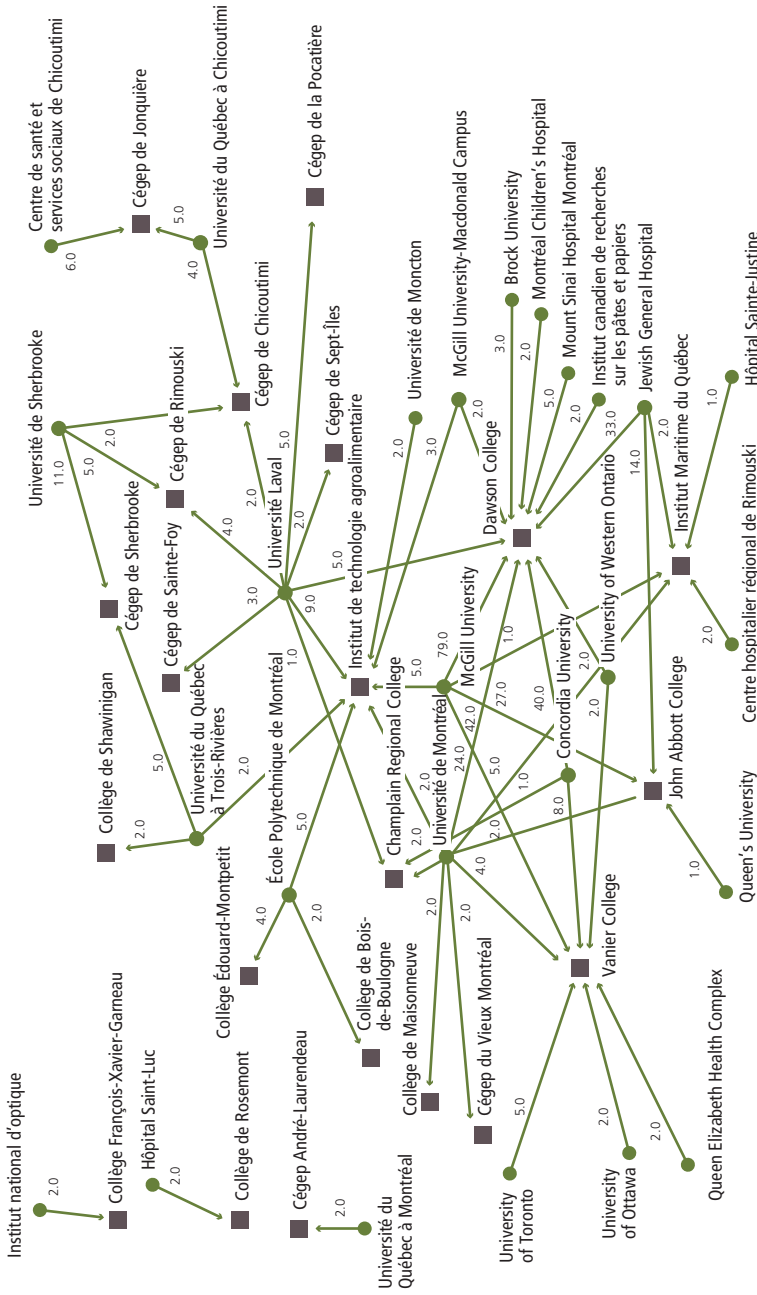 Institut national d'optique
2.0
Collège François-Xavier-Garneau
Hôpital Saint-Luc
2.0
Collège de Rosemont
Cégep André-Laurendeau
2.0
Université du
Québec à Montréal
Collège de Shawinigan
2.0
5.0
Université du Québec
à Trois-Rivières
2.0
Collège Édouard-Montpetit
4.0
École Polytechnique de Montréal
5.0
2.0
Collège de Bois-
de-Boulogne
Collège de Maisonneuve
2.0
Cégep du Vieux Montréal
2.0
Université de Sherbrooke
11.0
5.0
2.0
Cégep de Sherbrooke
Cégep de Rimouski
Cégep de Sainte-Foy
Centre de santé et
services sociaux de Chicoutimi
6.0
Cégep de Jonquière
5.0
Université du Québec à Chicoutimi
4.0
Cégep de Chicoutimi
Cégep de la Pocatière
Cégep de Sept-Îles
Université Laval
3.0
4.0
2.0
5.0
2.0
5.0
9.0
1.0
Institut de technologie agroalimentaire
Université de Moncton
2.0
McGill University-Macdonald Campus
3.0
2.0
Champlain Regional College
McGill University
5.0
79.0
1.0
42.0
5.0
Université de Montréal
2.0
24.0
27.0
2.0
1.0
2.0
4.0
Dawson College
Brock University
3.0
Montréal Children's Hospital
2.0
Mount Sinai Hospital Montréal
5.0
Institut canadien de recherches
sur les pâtes et papiers
2.0
Jewish General Hospital
33.0
2.0
14.0
Concordia University
40.0
8.0
University of Western Ontario
2.0
2.0
Institut Maritime du Québec
Hôpital Sainte-Justine
1.0
Centre hospitalier régional de Rimouski
2.0
John Abbott College
Queen's University
1.0
Vanier College
University
of Toronto
5.0
University
of Ottawa
2.0
Queen Elizabeth Health Complex
2.0